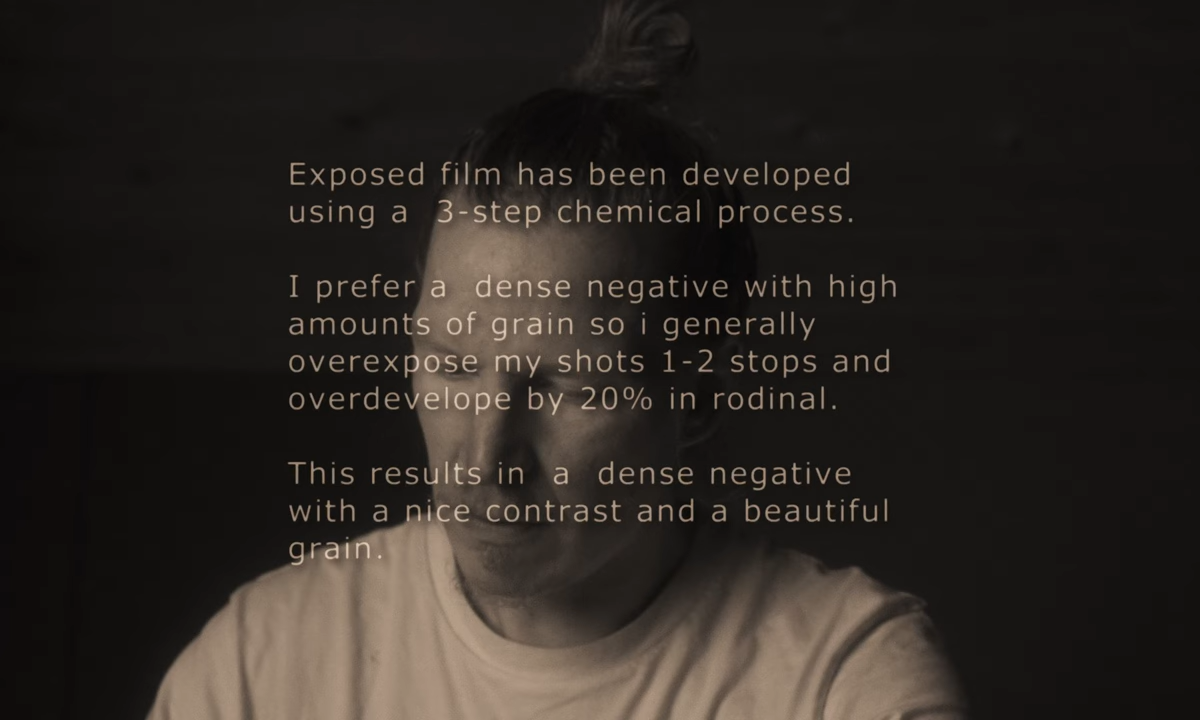 Exposed film has been developed
using a  3-step chemical process.
I prefer a  dense negative with high
amounts of grain so i generally
overexpose my shots 1-2 stops and
overdevelope by 20% in rodinal.
This results in  a  dense negative
with a nice contrast and a beautiful
grain.